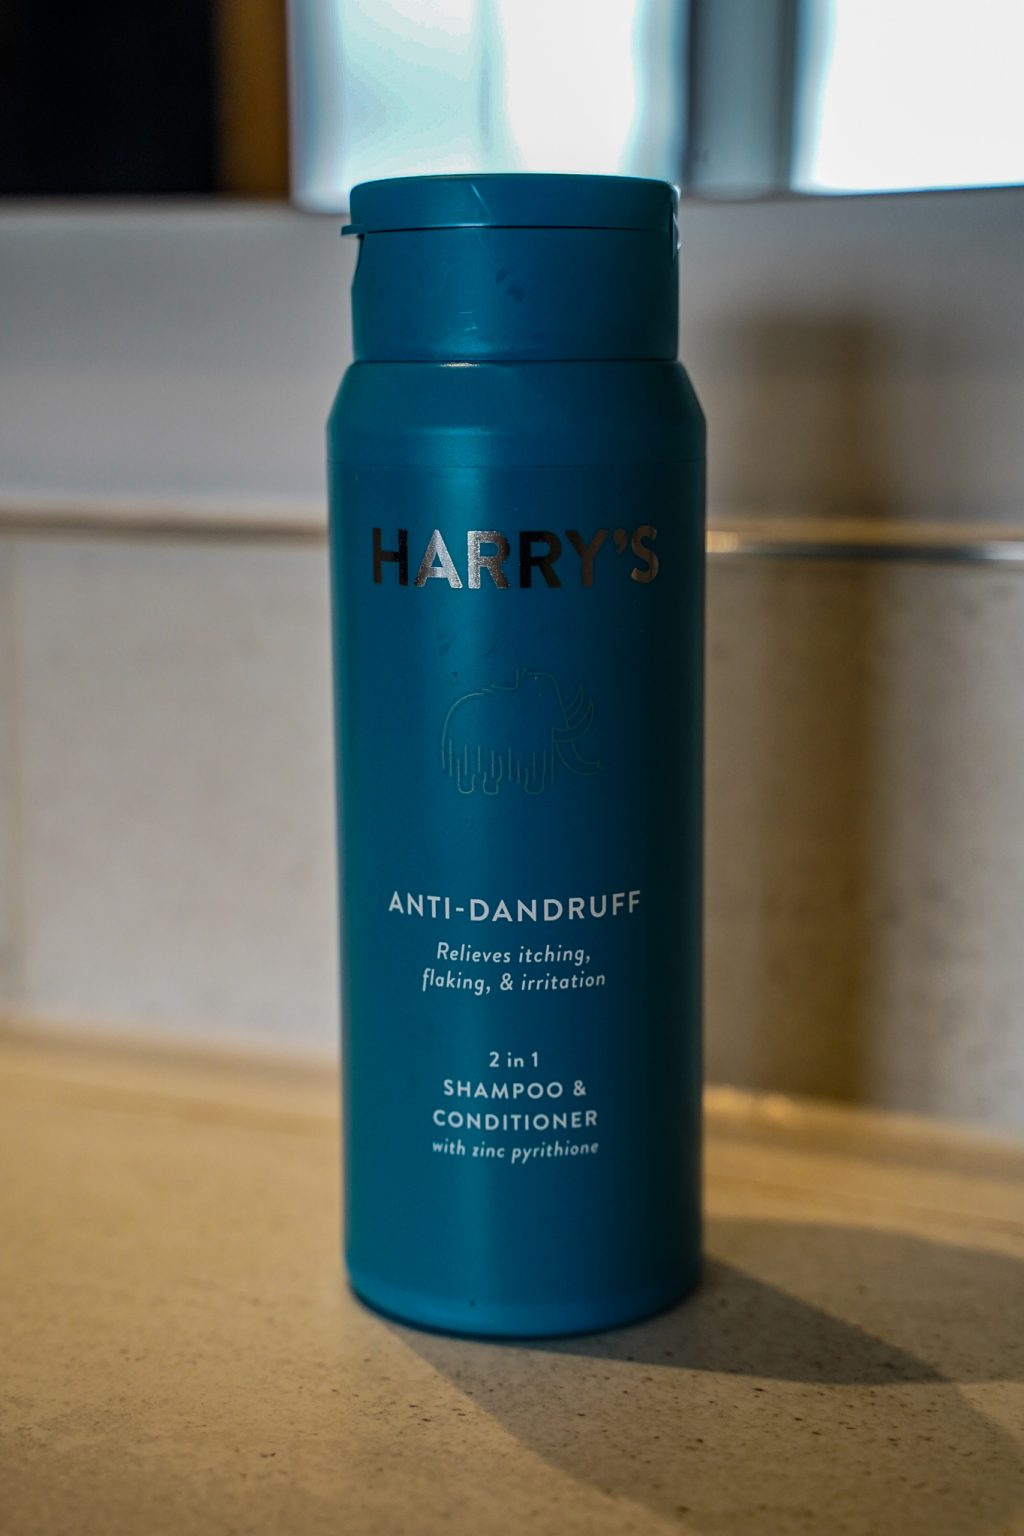 HARRY'S
ANTI-DANDRUFF
Relieves itching,
flaking, & irritation
2 in 1
SHAMPOO &
CONDITIONER
with zinc pyrithione